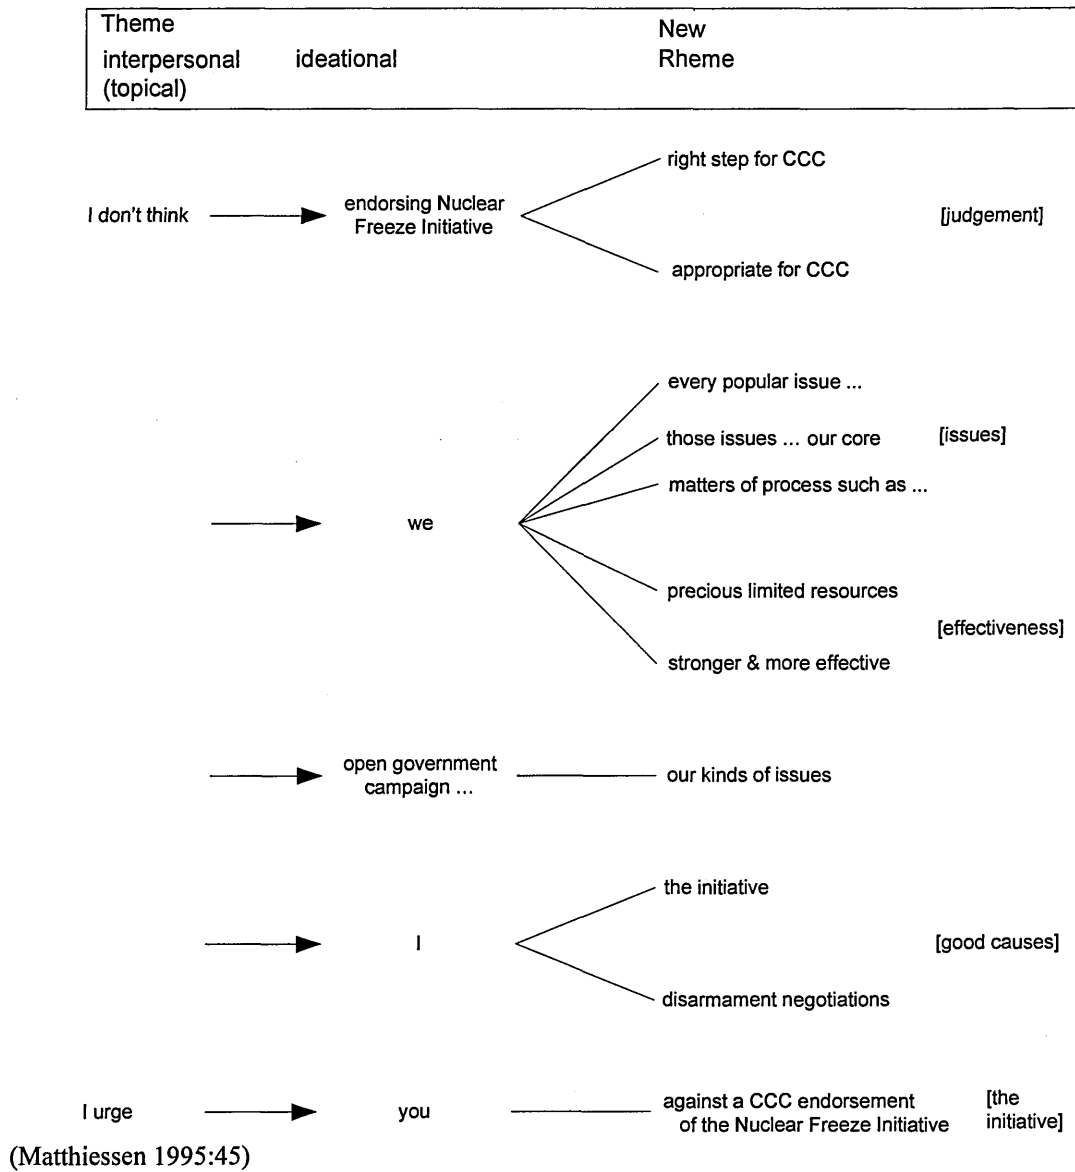 Theme
New
interpersonal ideational Rheme
(topical)
right step for CCC
I don't think endorsing Nuclear
Freeze Initiative
[judgement]
appropriate for CCC
every popular issue ...
those issues ... our core [issues]
matters of process such as ...
we
precious limited resources
[effectiveness]
stronger & more effective
open government
campaign ...
our kinds of issues
the initiative
I [good causes]
disarmament negotiations
I urge you against a CCC endorsement
of the Nuclear Freeze Initiative
[the
initiative]
(Matthiessen 1995:45)